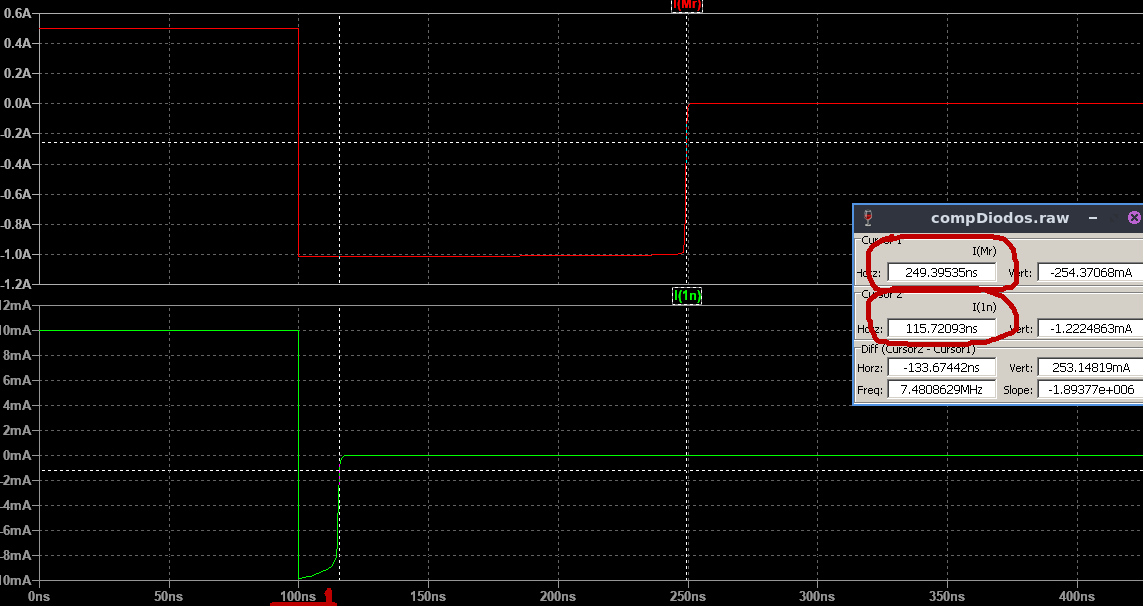 I(Mr)
0.6A
0.4A
0.2A
0.0A
-0.2A
-0.4A
-0.6A
-0.8A
-1.0A
-1.2A
I(1n)
12mA
10mA
8mA
6mA
4mA
2mA
0mA
-2mA
-4mA
-6mA
-8mA
0mA
0ns 50ns 100ns 150ns 200ns 250ns 300ns 350ns 400ns
compDiodos.raw
I(Mr)
Horz: 249.39535ns Vert: -254.37068mA
Cursor 2
I(1n)
Horz: 115.72093ns Vert: -1.2224863mA
Diff (Cursor2 - Cursor1)
Horz: -133.67442ns Vert: 253.14819mA
Freq: 7.4808629MHz Slope: -1.89377e+006